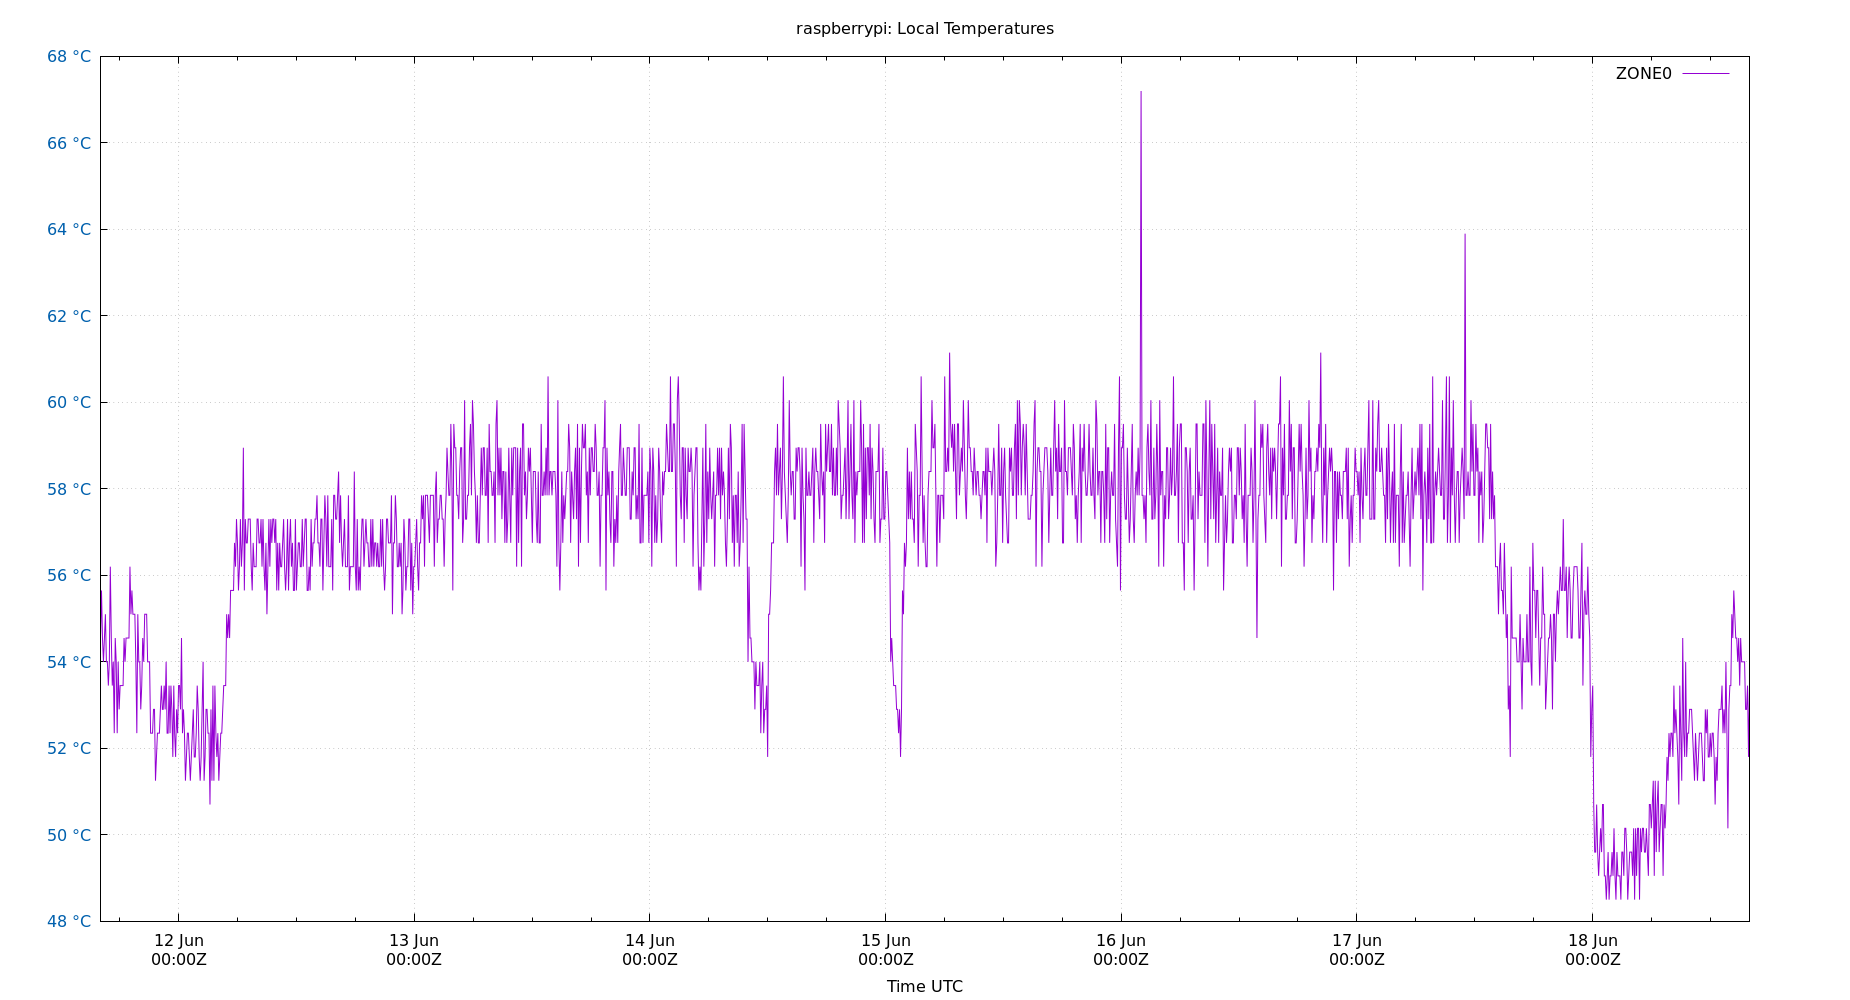 raspberrypi: Local Temperatures
68 °C
ZONE0
66 °C
64 °C
62 °C
60 °C
58 °C
56 °C
54 °C
52 °C
50 °C
48 °C
12 Jun
00:00Z
13 Jun
00:00Z
14 Jun
00:00Z
15 Jun
00:00Z
16 Jun
00:00Z
17 Jun
00:00Z
18 Jun
00:00Z
Time UTC